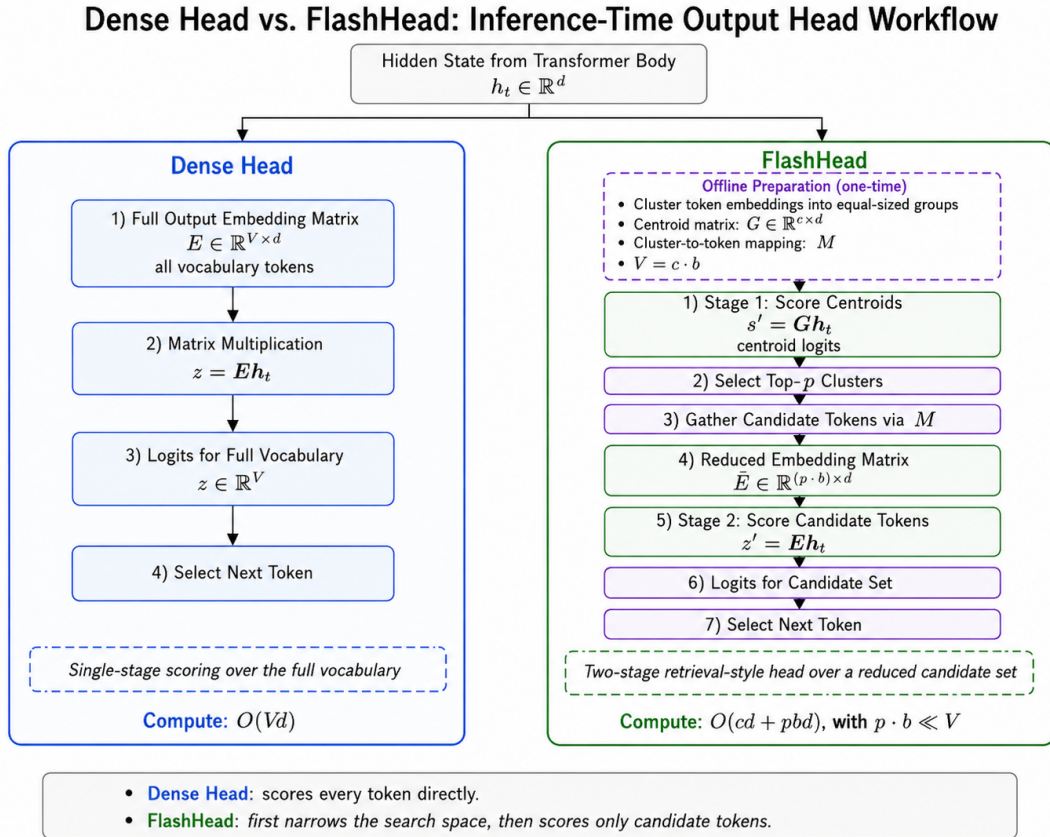 Dense Head vs. FlashHead: Inference-Time Output Head Workflow
Hidden State from Transformer Body
h_t ∈ ℝ^d
Dense Head
1) Full Output Embedding Matrix
E ∈ ℝ^{V×d}
all vocabulary tokens
2) Matrix Multiplication
z = Eh_t
3) Logits for Full Vocabulary
z ∈ ℝ^V
4) Select Next Token
Single-stage scoring over the full vocabulary
Compute: O(Vd)
FlashHead
Offline Preparation (one-time)
• Cluster token embeddings into equal-sized groups
• Centroid matrix: G ∈ ℝ^{c×d}
• Cluster-to-token mapping: M
• V = c · b
1) Stage 1: Score Centroids
s′ = Gh_t
centroid logits
2) Select Top-p Clusters
3) Gather Candidate Tokens via M
4) Reduced Embedding Matrix
Ē ∈ ℝ^{(p·b)×d}
5) Stage 2: Score Candidate Tokens
z′ = Eh_t
6) Logits for Candidate Set
7) Select Next Token
Two-stage retrieval-style head over a reduced candidate set
Compute: O(cd + pbd), with p · b ≪ V
• Dense Head: scores every token directly.
• FlashHead: first narrows the search space, then scores only candidate tokens.